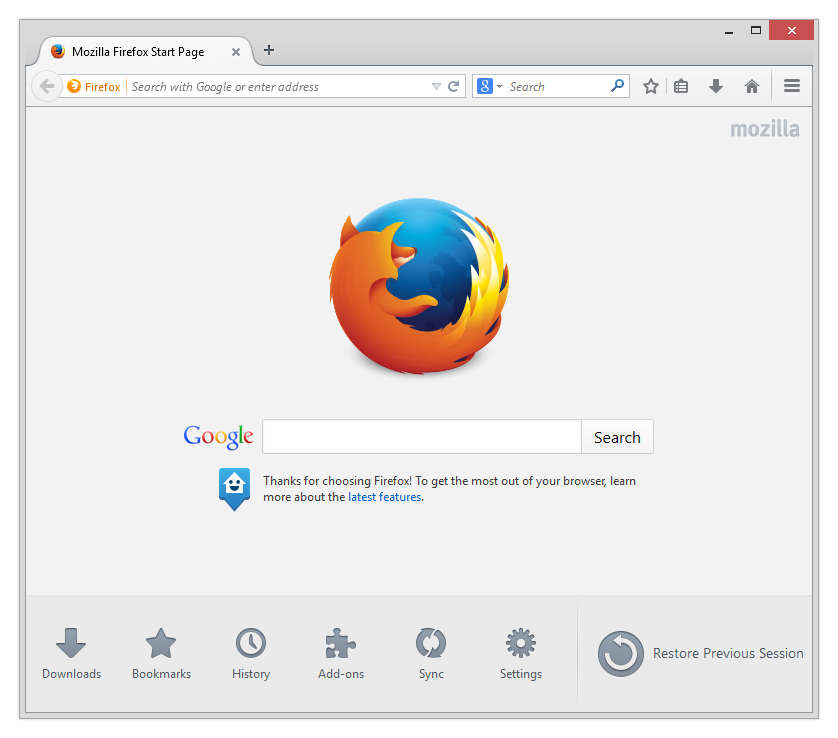 Mozilla Firefox Start Page
Firefox Search with Google or enter address
8 Search
mozilla
Google
Search
Thanks for choosing Firefox! To get the most out of your browser, learn
more about the latest features.
Downloads Bookmarks History Add-ons Sync Settings
Restore Previous Session